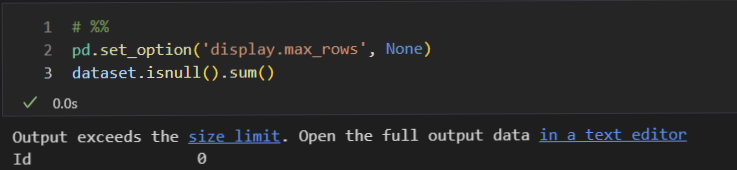 1 # %%
2 pd.set_option('display.max_rows', None)
3 dataset.isnull().sum()
0.0s
Output exceeds the size limit. Open the full output data in a text editor
Id 0